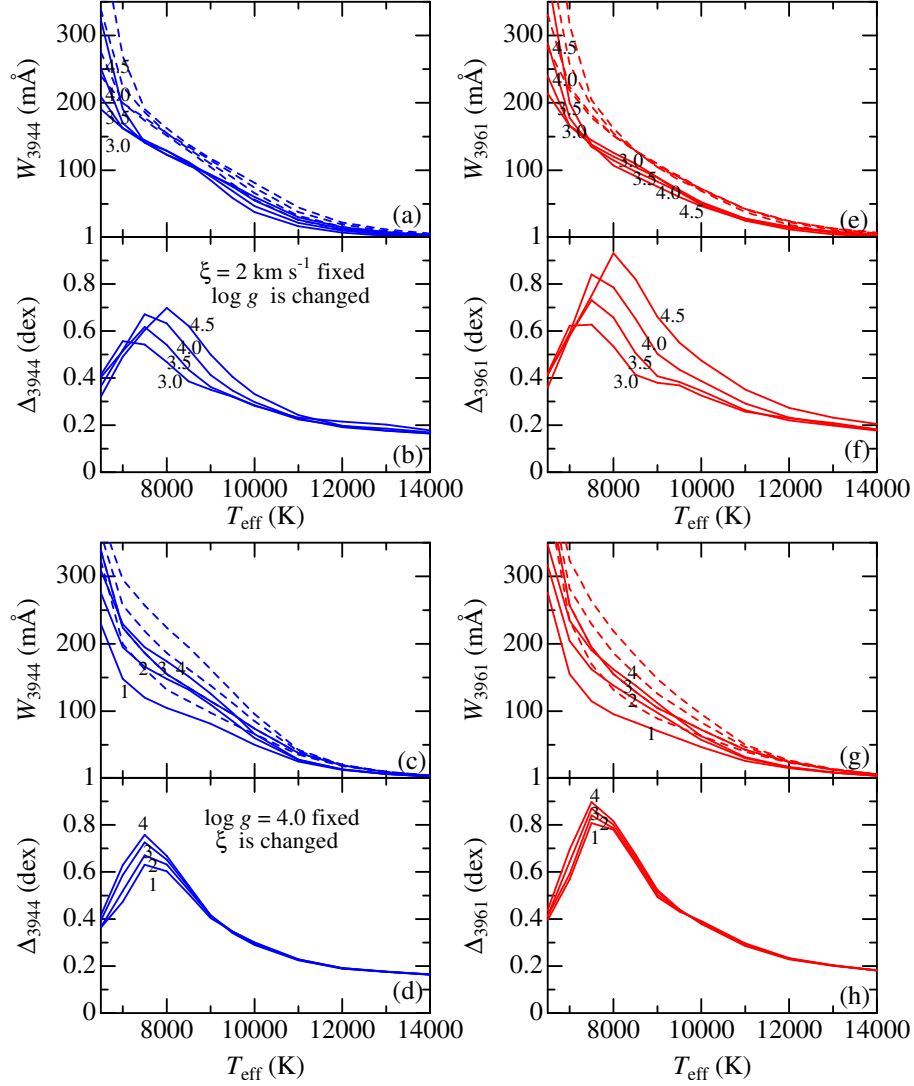 W3944 (mÅ)
300
200
100
1
4.5
4.0
3.5
3.0
(a)
W3961 (mÅ)
300
200
100
1
4.5
4.0
3.5
3.0
3.0
3.5
4.0
4.5
(e)
Δ3944 (dex)
0.8
0.6
0.4
0.2
0
ξ = 2 km s⁻¹ fixed
log g is changed
4.5
4.0
3.5
3.0
(b)
8000 10000 12000 14000
Teff (K)
Δ3961 (dex)
0.8
0.6
0.4
0.2
0
4.5
4.0
3.5
3.0
(f)
8000 10000 12000 14000
Teff (K)
W3944 (mÅ)
300
200
100
1
2 3 4
1
(c)
W3961 (mÅ)
300
200
100
1
4
3
2
1
(g)
Δ3944 (dex)
0.8
0.6
0.4
0.2
0
log g = 4.0 fixed
ξ is changed
4
3
2
1
(d)
8000 10000 12000 14000
Teff (K)
Δ3961 (dex)
0.8
0.6
0.4
0.2
0
4
3
2
1
(h)
8000 10000 12000 14000
Teff (K)